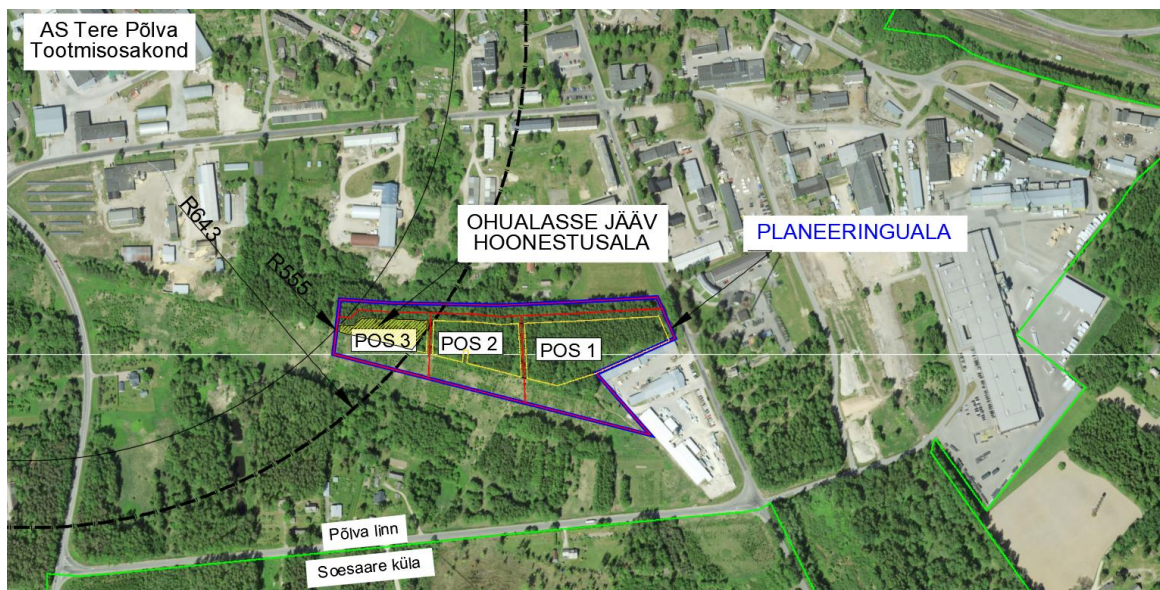 AS Tere Põlva
Tootmisosakond
R643
R555
OHUALASSE JÄÄV
HOONESTUSALA
PLANEERINGUALA
POS 3
POS 2
POS 1
Põlva linn
Soesaare küla